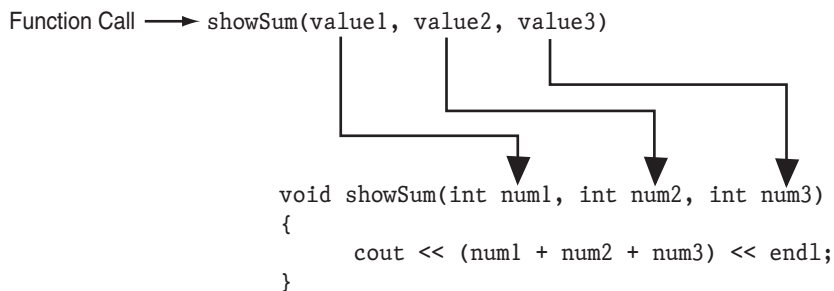 Function Call showSum(value1, value2, value3)
void showSum(int num1, int num2, int num3)
{
cout << (num1 + num2 + num3) << endl;
}